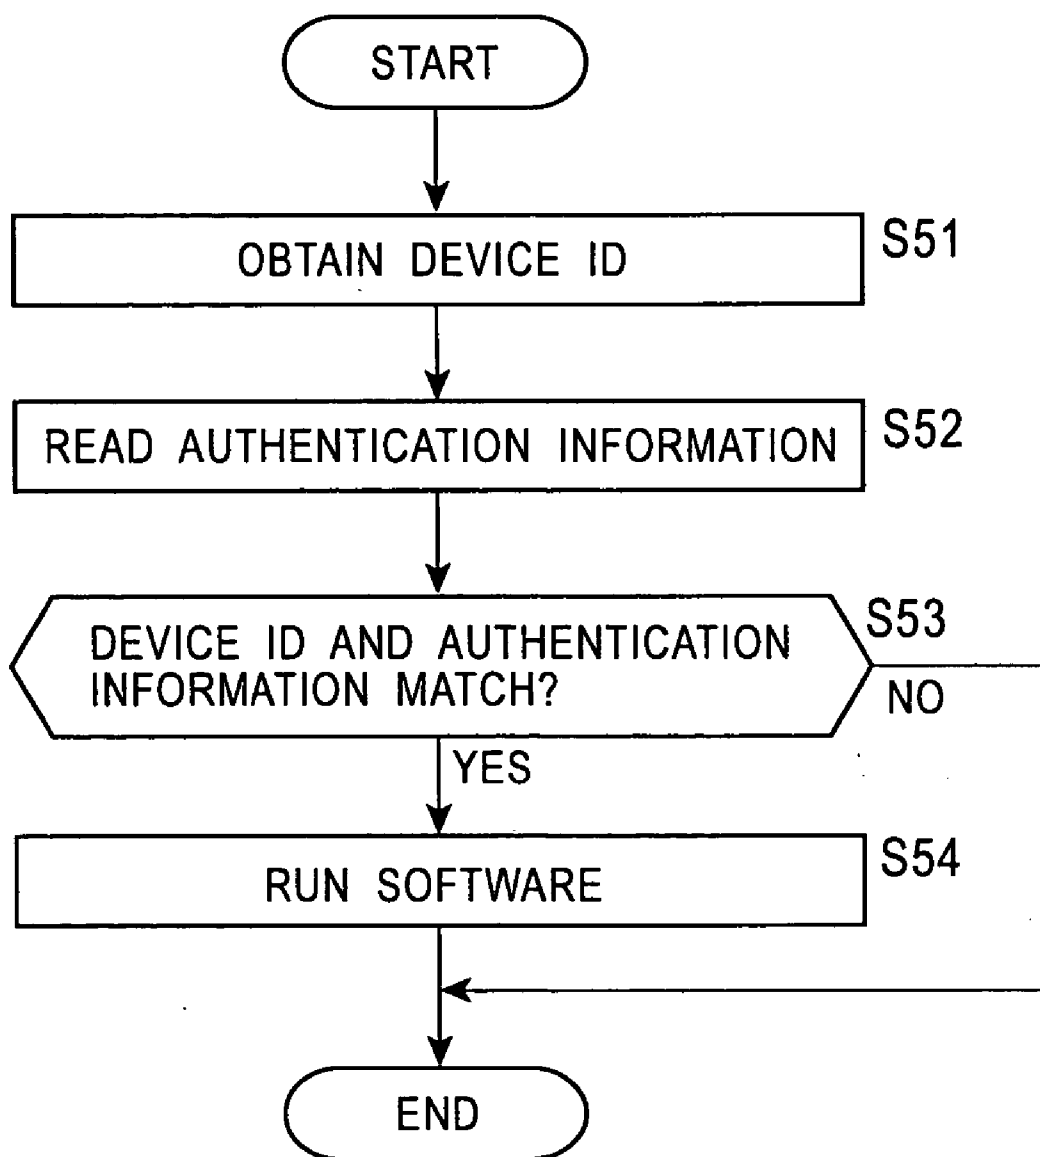 START
OBTAIN DEVICE ID
S51
READ AUTHENTICATION INFORMATION
S52
DEVICE ID AND AUTHENTICATION
INFORMATION MATCH?
S53
NO
YES
RUN SOFTWARE
S54
END